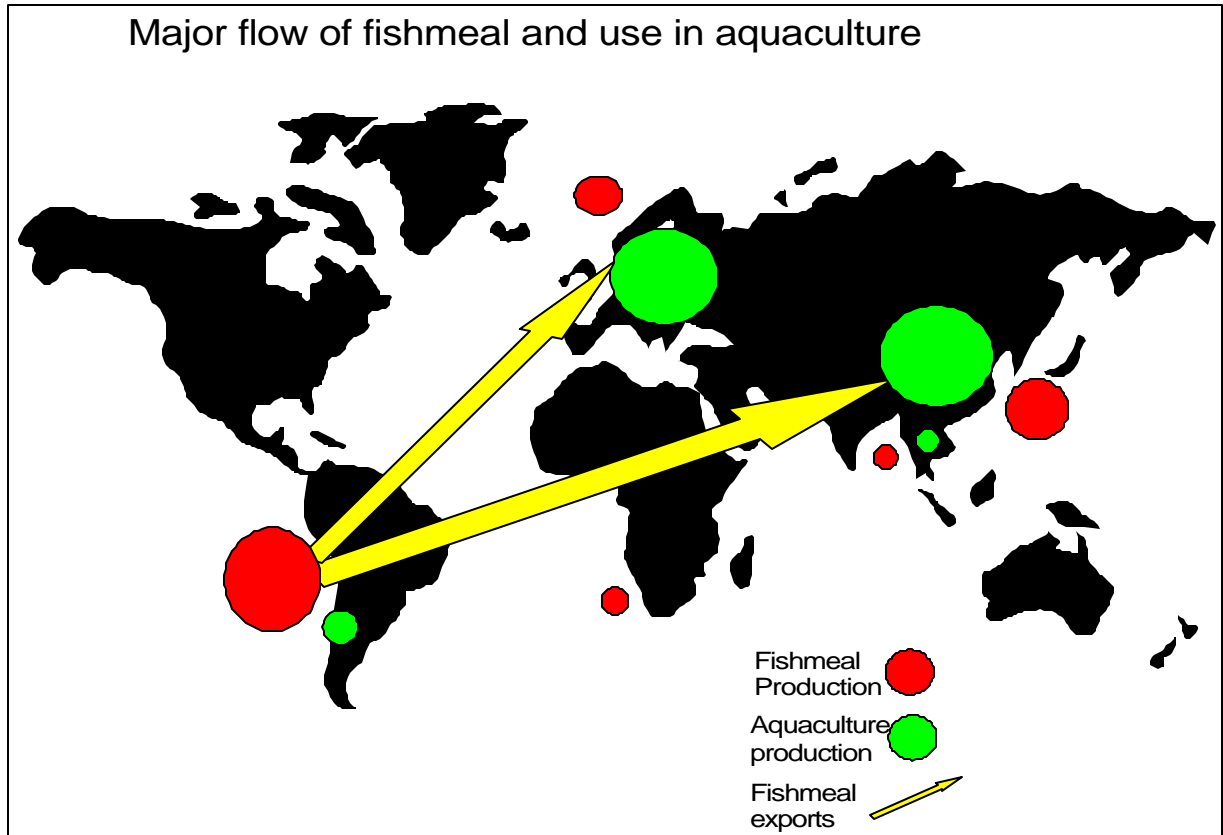 Major flow of fishmeal and use in aquaculture
Fishmeal
Production
Aquaculture
production
Fishmeal
exports